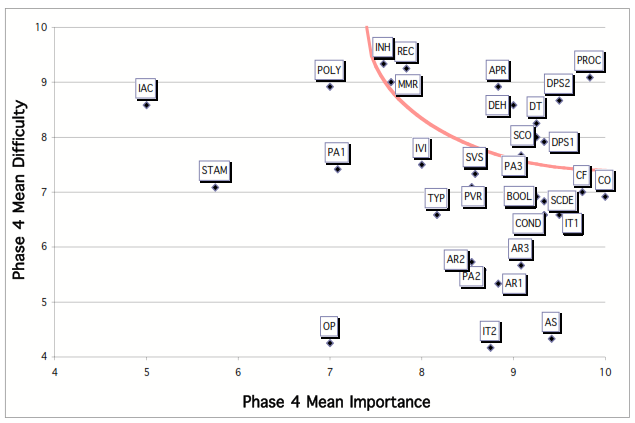 10
INH
REC
PROC
POLY
APR
9
MMR
DPS2
IAC
DEH
DT
8
SCO
DPS1
IVI
PA1
SVS
PA3
STAM
CF
CO
7
TYP
PVR
BOOL
SCDE
COND
IT1
6
AR3
AR2
PA2
AR1
5
OP
IT2
AS
4
4 5 6 7 8 9 10
Phase 4 Mean Difficulty
Phase 4 Mean Importance